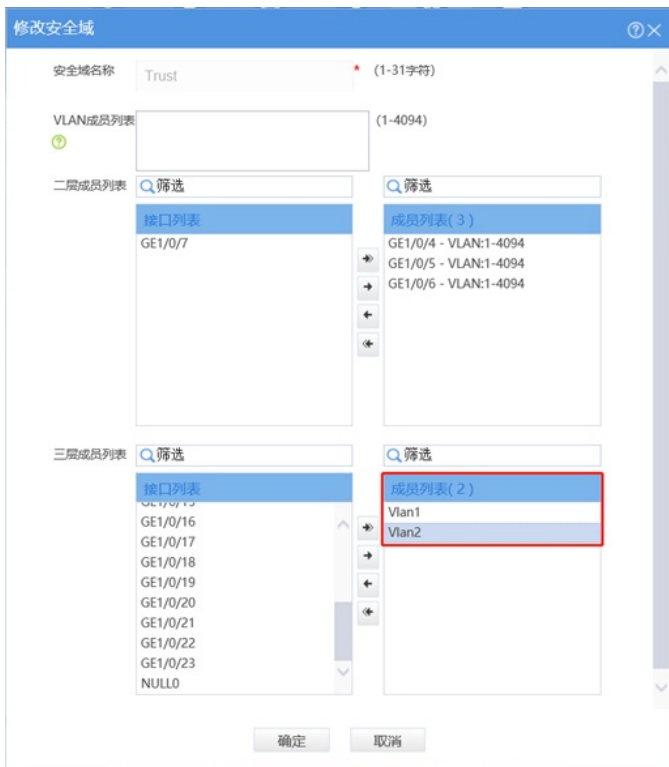 修改安全域
安全域名称 Trust * (1-31字符)
VLAN成员列表 (1-4094)
二层成员列表 筛选 筛选
接口列表 成员列表( 3 )
GE1/0/7 GE1/0/4 - VLAN:1-4094
GE1/0/5 - VLAN:1-4094
GE1/0/6 - VLAN:1-4094
三层成员列表 筛选 筛选
接口列表 成员列表( 2 )
GE1/0/15 Vlan1
GE1/0/16 Vlan2
GE1/0/17
GE1/0/18
GE1/0/19
GE1/0/20
GE1/0/21
GE1/0/22
GE1/0/23
NULL0
确定 取消